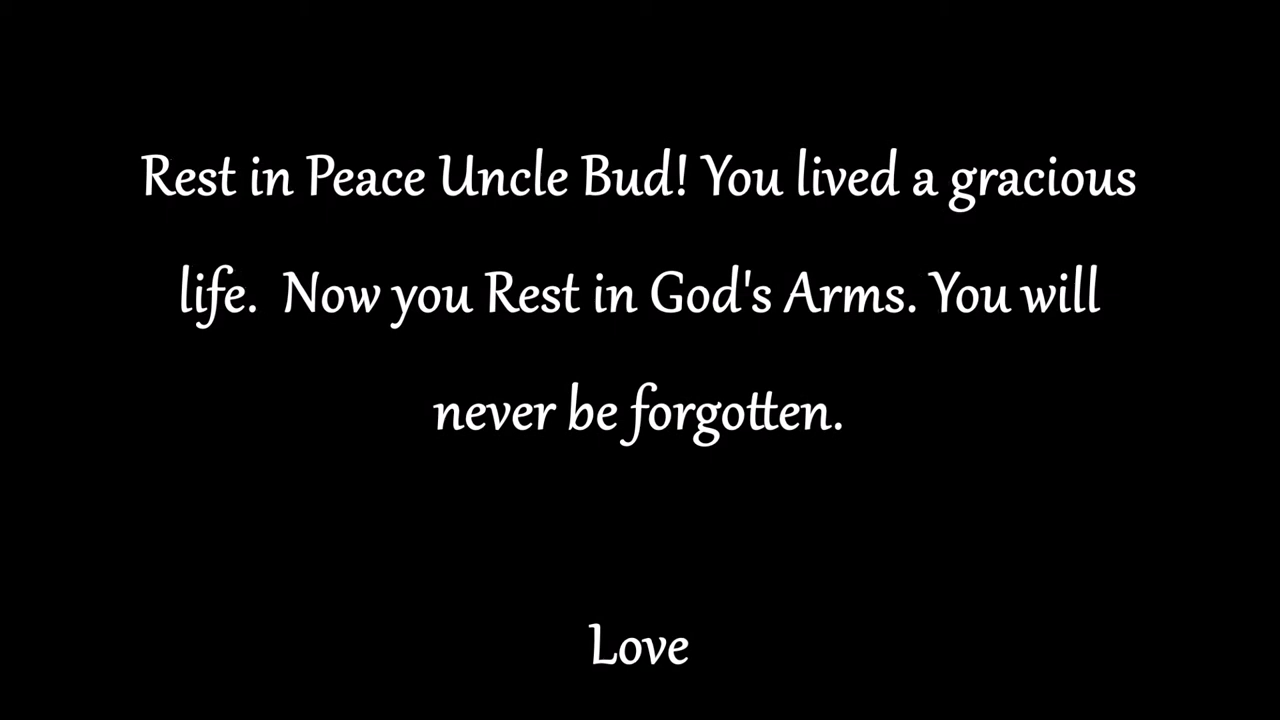 Rest in Peace Uncle Bud! You lived a gracious
life.  Now you Rest in God's Arms. You will
never be forgotten.
Love